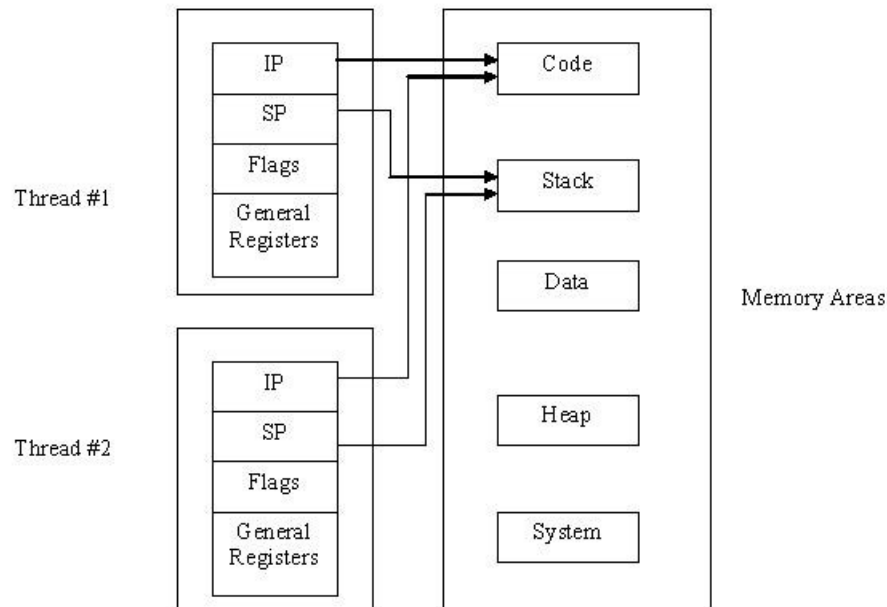 Thread #1
IP
SP
Flags
General
Registers
Thread #2
IP
SP
Flags
General
Registers
Code
Stack
Data
Heap
System
Memory Areas